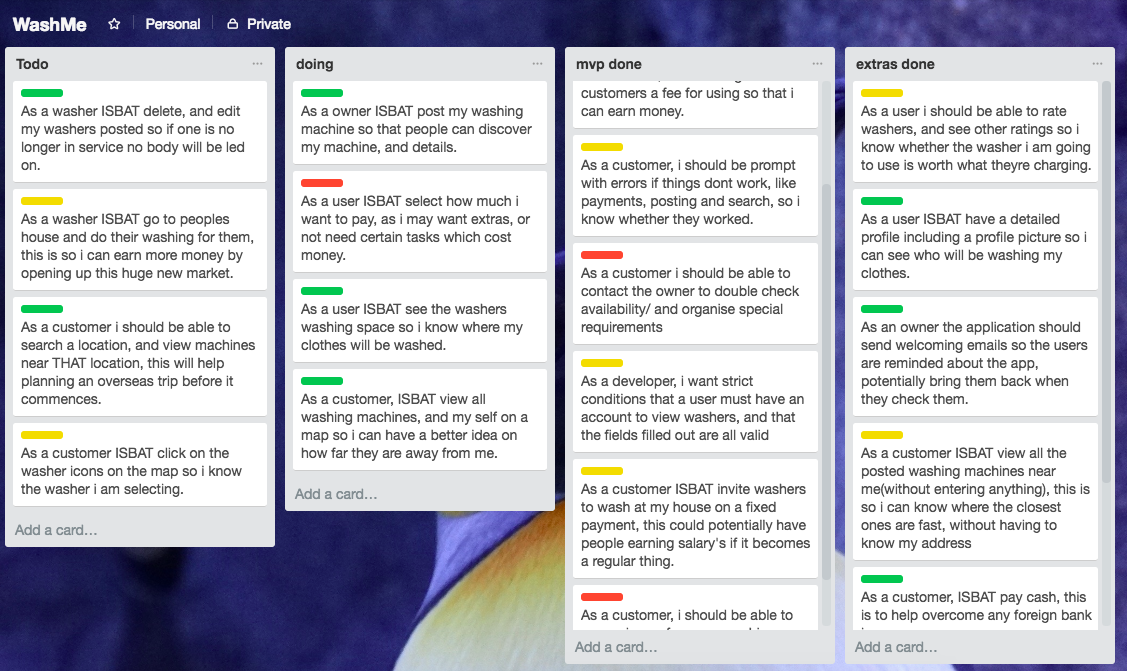 WashMe
Personal
Private
Todo
As a washer ISBAT delete, and edit
my washers posted so if one is no
longer in service no body will be led
on.
As a washer ISBAT go to peoples
house and do their washing for them,
this is so i can earn more money by
opening up this huge new market.
As a customer i should be able to
search a location, and view machines
near THAT location, this will help
planning an overseas trip before it
commences.
As a customer ISBAT click on the
washer icons on the map so i know
the washer i am selecting.
Add a card...
doing
As a owner ISBAT post my washing
machine so that people can discover
my machine, and details.
As a user ISBAT select how much i
want to pay, as i may want extras, or
not need certain tasks which cost
money.
As a user ISBAT see the washers
washing space so i know where my
clothes will be washed.
As a customer, ISBAT view all
washing machines, and my self on a
map so i can have a better idea on
how far they are away from me.
Add a card...
mvp done
customers a fee for using so that i
can earn money.
As a customer, i should be prompt
with errors if things dont work, like
payments, posting and search, so i
know whether they worked.
As a customer i should be able to
contact the owner to double check
availability/ and organise special
requirements
As a developer, i want strict
conditions that a user must have an
account to view washers, and that
the fields filled out are all valid
As a customer ISBAT invite washers
to wash at my house on a fixed
payment, this could potentially have
people earning salary's if it becomes
a regular thing.
As a customer, i should be able to
Add a card...
extras done
As a user i should be able to rate
washers, and see other ratings so i
know whether the washer i am going
to use is worth what theyre charging.
As a user ISBAT have a detailed
profile including a profile picture so i
can see who will be washing my
clothes.
As an owner the application should
send welcoming emails so the users
are reminded about the app,
potentially bring them back when
they check them.
As a customer ISBAT view all the
posted washing machines near
me(without entering anything), this is
so i can know where the closest
ones are fast, without having to
know my address
As a customer, ISBAT pay cash, this
is to help overcome any foreign bank
Add a card...